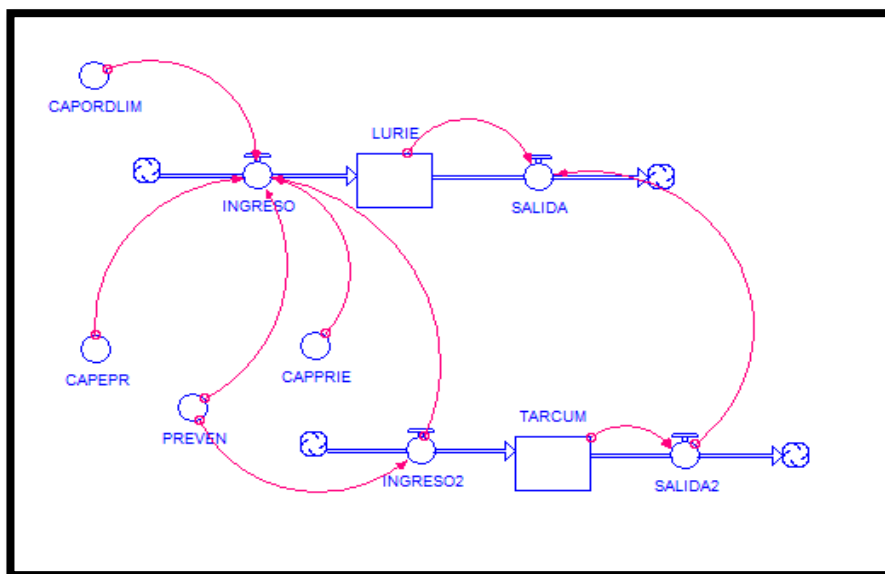 CAPORDLIM
LURIE
INGRESO
SALIDA
CAPEPR
CAPPRIE
PREVEN
TARCUM
INGRESO2
SALIDA2